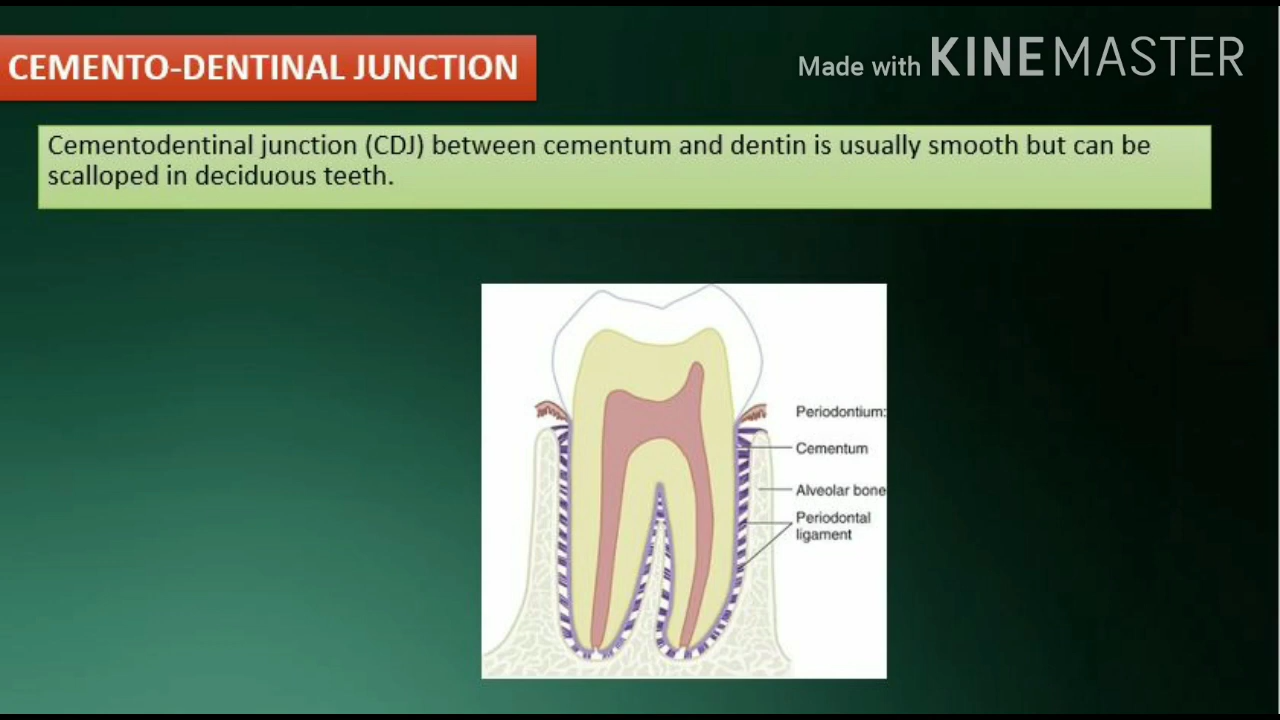 CEMENTO-DENTINAL JUNCTION
Made with KINEMASTER
Cementodentinal junction (CDJ) between cementum and dentin is usually smooth but can be
scalloped in deciduous teeth.
Periodontium:
Cementum
Alveolar bone
Periodontal
ligament